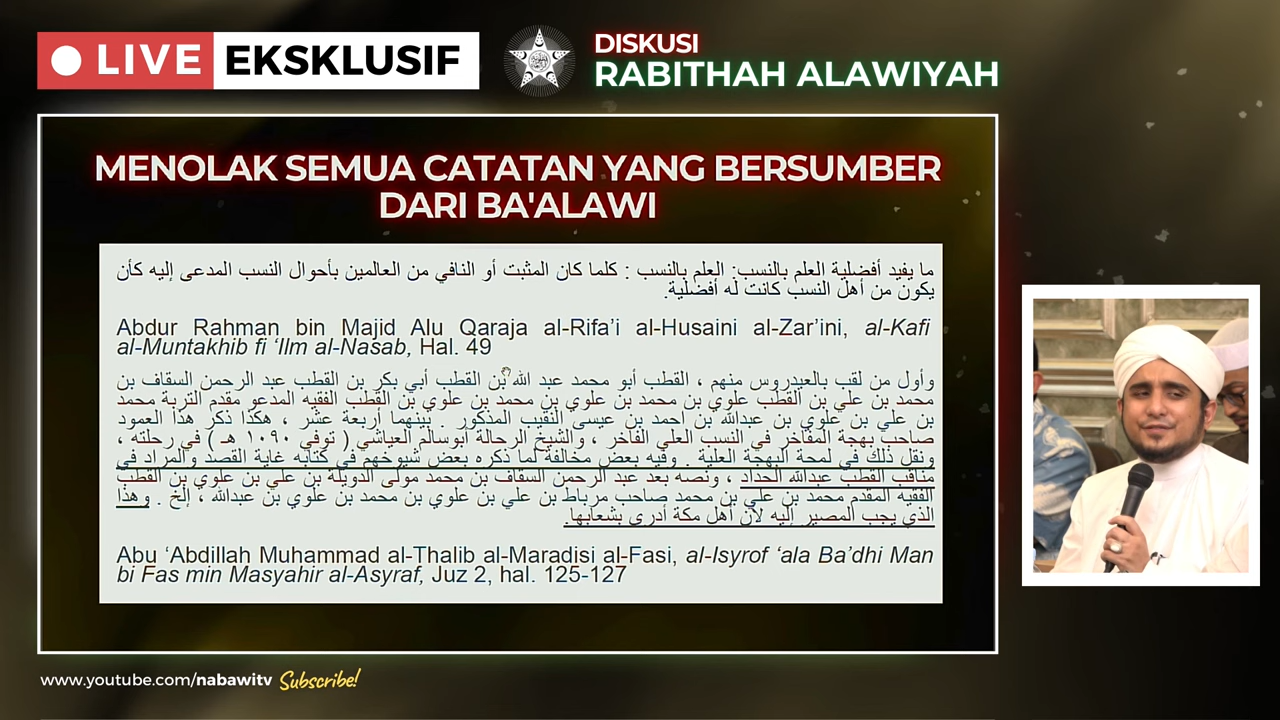 LIVE EKSKLUSIF
DISKUSI
RABITHAH ALAWIYAH
MENOLAK SEMUA CATATAN YANG BERSUMBER
DARI BA'ALAWI
ما يفيد أفضلية العلم بالنسب: العلم بالنسب : كلما كان المثبت أو النافي من العالمين بأحوال النسب المدعى إليه كأن
يكون من أهل النسب كانت له أفضلية.
Abdur Rahman bin Majid Alu Qaraja al-Rifa’i al-Husaini al-Zar’ini, al-Kafi
al-Muntakhib fi ‘Ilm al-Nasab, Hal. 49
وأول من لقب بالعيدروس منهم ، القطب أبو محمد عبد الله بن القطب أبي بكر بن القطب عبد الرحمن السقاف بن
محمد بن علي بن القطب علوي بن محمد بن علوي بن محمد بن علوي بن القطب الفقيه المدعو مقدم التربة محمد
بن علي بن علوي بن عبدالله بن احمد بن عيسى النقيب المذكور . بينهما أربعة عشر ، هكذا ذكر هذا العمود
صاحب بهجة المفاخر في النسب العلي الفاخر ، والشيخ الرحالة أبوسالم العياشي ( توفي ١٠٩٠ هـ ) في رحلته ،
ونقل ذلك في لمحة البهجة العلية . وفيه بعض مخالفة لما ذكره بعض شيوخهم في كتابه غاية القصد والمراد في
مناقب القطب عبدالله الحداد ، ونصه بعد عبد الرحمن السقاف بن محمد مولى الدويلة بن علي بن علوي بن القطب
الفقيه المقدم محمد بن علي بن محمد صاحب مرباط بن علي بن علوي بن محمد بن علوي بن عبدالله ، إلخ . وهذا
الذي يجب المصير إليه لأن أهل مكة أدرى بشعابها.
Abu ‘Abdillah Muhammad al-Thalib al-Maradisi al-Fasi, al-Isyrof ‘ala Ba’dhi Man
bi Fas min Masyahir al-Asyraf, Juz 2, hal. 125-127
www.youtube.com/nabawitv Subscribe!